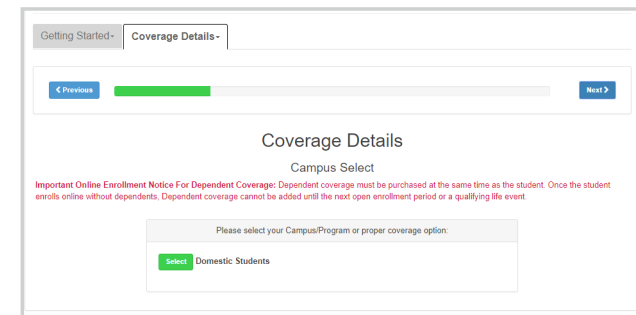 Getting Started
Coverage Details
Previous
Next
Coverage Details
Campus Select
Important Online Enrollment Notice For Dependent Coverage: Dependent coverage must be purchased at the same time as the student. Once the student
enrolls online without dependents, Dependent coverage cannot be added until the next open enrollment period or a qualifying life event.
Please select your Campus/Program or proper coverage option:
Select Domestic Students